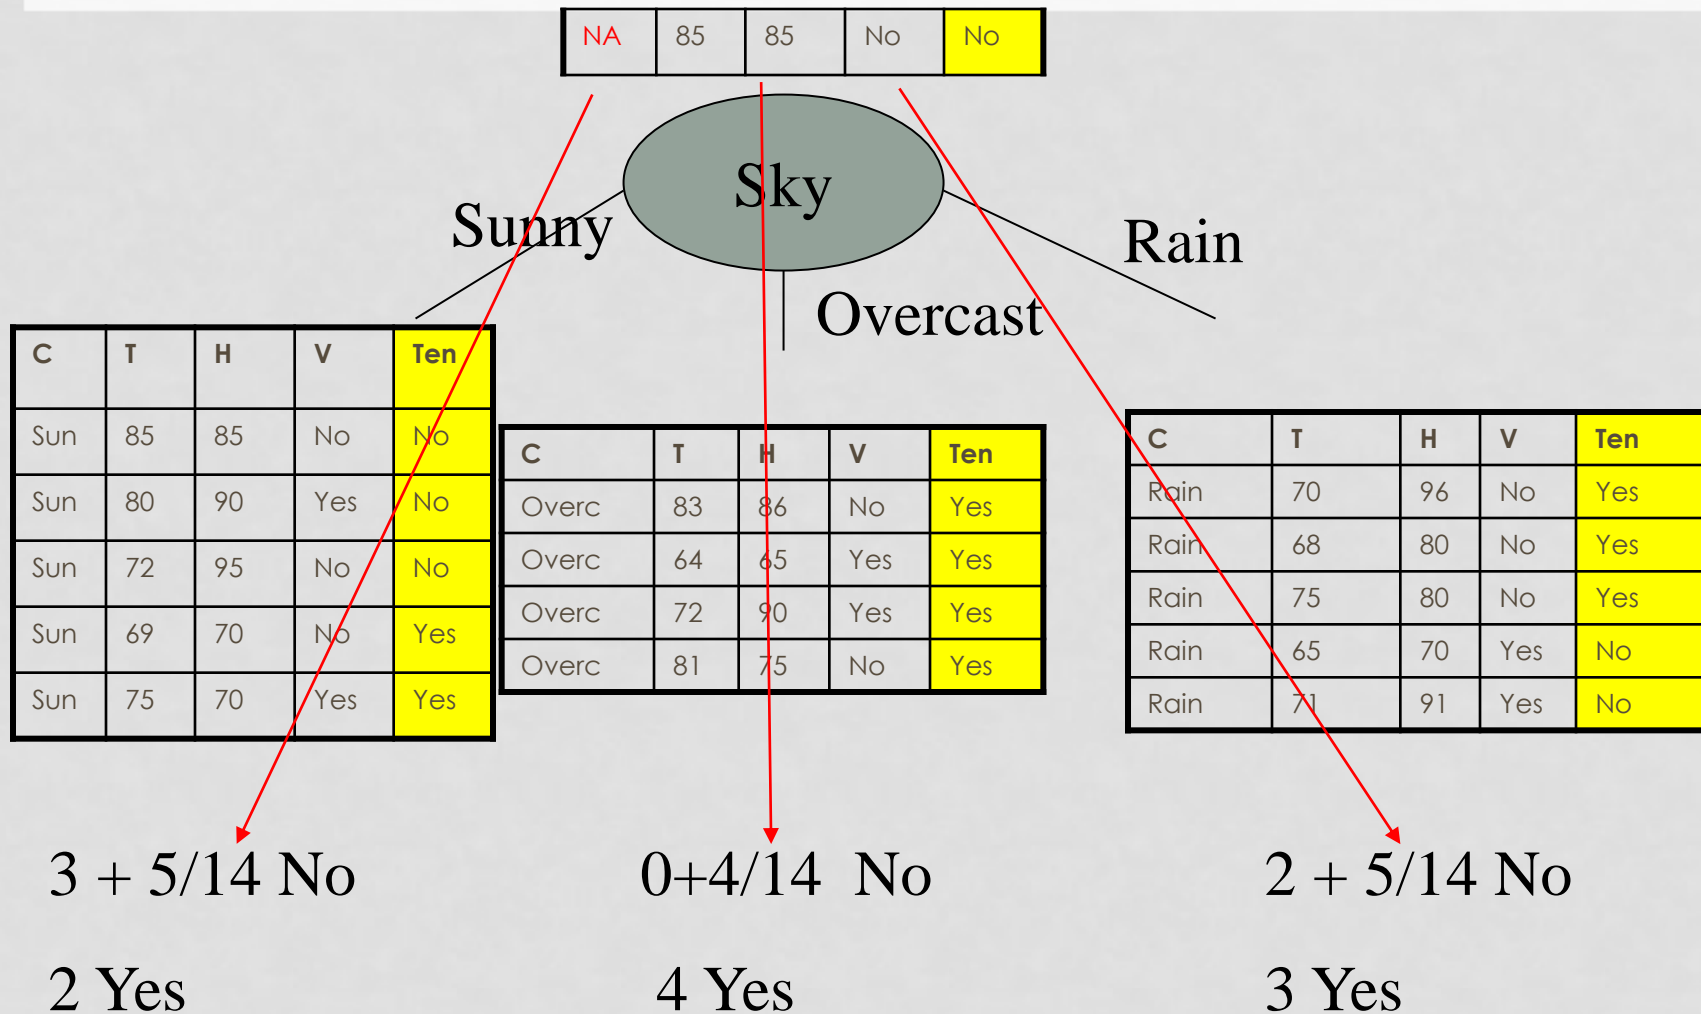 NA 85 85 No No
Sky
Sunny
Rain
Overcast
C T H V Ten
Sun 85 85 No No
Sun 80 90 Yes No
Sun 72 95 No No
Sun 69 70 No Yes
Sun 75 70 Yes Yes
C T H V Ten
Overc 83 86 No Yes
Overc 64 65 Yes Yes
Overc 72 90 Yes Yes
Overc 81 75 No Yes
C T H V Ten
Rain 70 96 No Yes
Rain 68 80 No Yes
Rain 75 80 No Yes
Rain 65 70 Yes No
Rain 71 91 Yes No
3 + 5/14 No
2 Yes
0+4/14 No
4 Yes
2 + 5/14 No
3 Yes